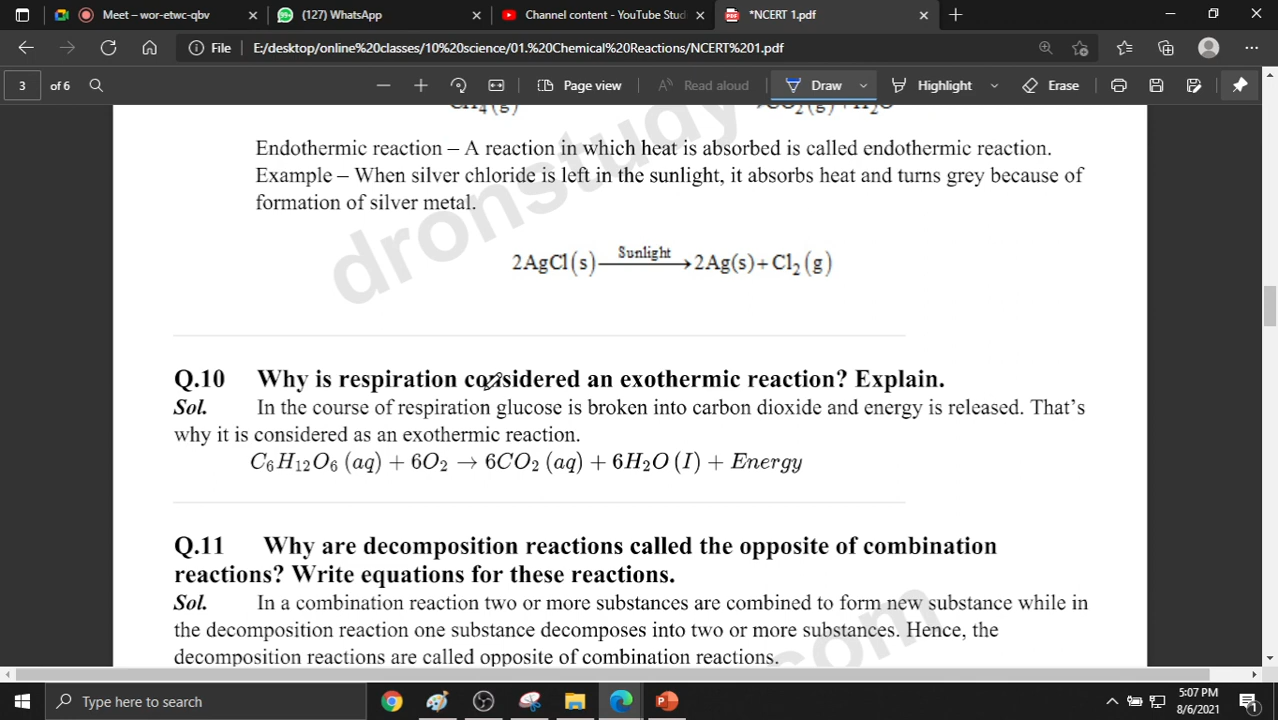 Meet – wor-etwc-qbv
(127) WhatsApp
Channel content - YouTube Stud
*NCERT 1.pdf
File
E:/desktop/online%20classes/10%20science/01.%20Chemical%20Reactions/NCERT%201.pdf
3 of 6
Page view
Read aloud
Draw
Highlight
Erase
CH₄(g)
CO₂(g)+H₂O
Endothermic reaction – A reaction in which heat is absorbed is called endothermic reaction.
Example – When silver chloride is left in the sunlight, it absorbs heat and turns grey because of
formation of silver metal.
dronstudy
Sunlight
2AgCl(s)→2Ag(s)+Cl₂(g)
Q.10 Why is respiration considered an exothermic reaction? Explain.
Sol. In the course of respiration glucose is broken into carbon dioxide and energy is released. That's
why it is considered as an exothermic reaction.
C₆H₁₂O₆ (aq) + 6O₂ → 6CO₂ (aq) + 6H₂O (I) + Energy
Q.11 Why are decomposition reactions called the opposite of combination
reactions? Write equations for these reactions.
Sol. In a combination reaction two or more substances are combined to form new substance while in
the decomposition reaction one substance decomposes into two or more substances. Hence, the
decomposition reactions are called opposite of combination reactions.
.com
Type here to search
5:07 PM
8/6/2021
1